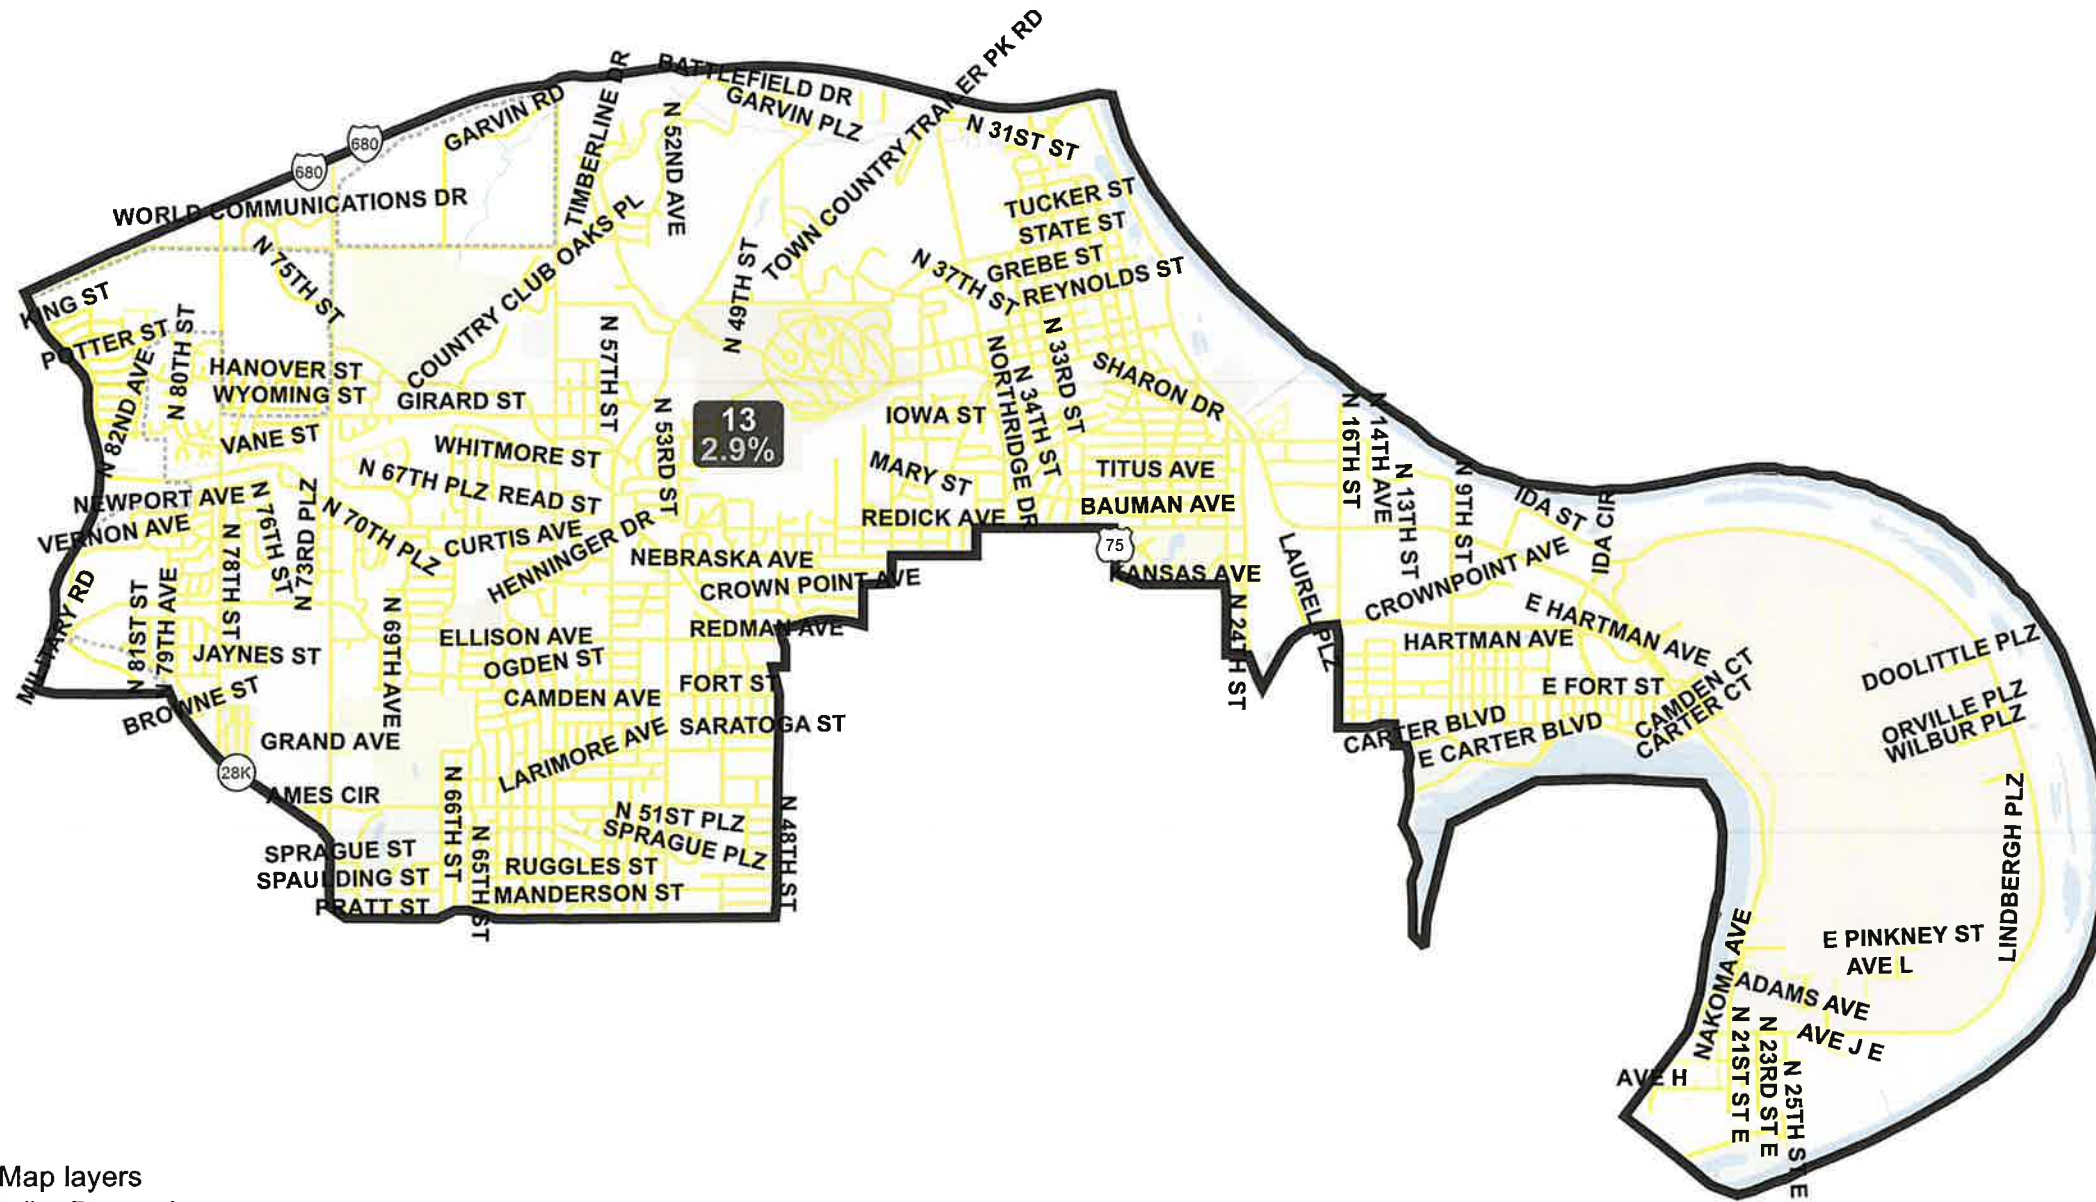 BATTLEFIELD DR
GARVIN PLZ
TOWN COUNTRY TRAILER PK RD
GARVIN RD
TIMBERLINE DR
N 52ND AVE
N 31ST ST
680
680
WORLD COMMUNICATIONS DR
TUCKER ST
STATE ST
GREBE ST
REYNOLDS ST
N 37TH ST
N 75TH ST
COUNTRY CLUB OAKS PL
N 49TH ST
KING ST
POTTER ST
N 82ND AVE
N 80TH ST
HANOVER ST
WYOMING ST
GIRARD ST
N 57TH ST
N 53RD ST
13
2.9%
IOWA ST
NORTHRIDGE DR
N 34TH ST
N 33RD ST
SHARON DR
VANE ST
WHITMORE ST
N 67TH PLZ
READ ST
MARY ST
TITUS AVE
BAUMAN AVE
REDICK AVE
N 16TH ST
N 14TH AVE
N 13TH ST
N 9TH ST
IDA ST
IDA CIR
NEWPORT AVE
VERNON AVE
N 76TH ST
N 78TH ST
N 73RD PLZ
N 70TH PLZ
CURTIS AVE
HENNINGER DR
NEBRASKA AVE
CROWN POINT AVE
75
KANSAS AVE
LAUREL PLZ
CROWNPOINT AVE
MILITARY RD
N 81ST ST
N 79TH AVE
JAYNES ST
N 69TH AVE
ELLISON AVE
OGDEN ST
REDMAN AVE
N 24TH ST
HARTMAN AVE
E HARTMAN AVE
DOOLITTLE PLZ
BROWNE ST
CAMDEN AVE
FORT ST
E FORT ST
CAMDEN CT
CARTER CT
ORVILLE PLZ
WILBUR PLZ
GRAND AVE
LARIMORE AVE
SARATOGA ST
CARTER BLVD
E CARTER BLVD
28K
AMES CIR
N 66TH ST
N 65TH ST
N 51ST PLZ
SPRAGUE PLZ
N 48TH ST
LINDBERGH PLZ
SPRAGUE ST
SPAULDING ST
PRATT ST
RUGGLES ST
MANDERSON ST
NAKOMA AVE
E PINKNEY ST
AVE L
ADAMS AVE
AVE J E
AVE H
N 21ST ST E
N 23RD ST E
N 25TH ST E
Map layers